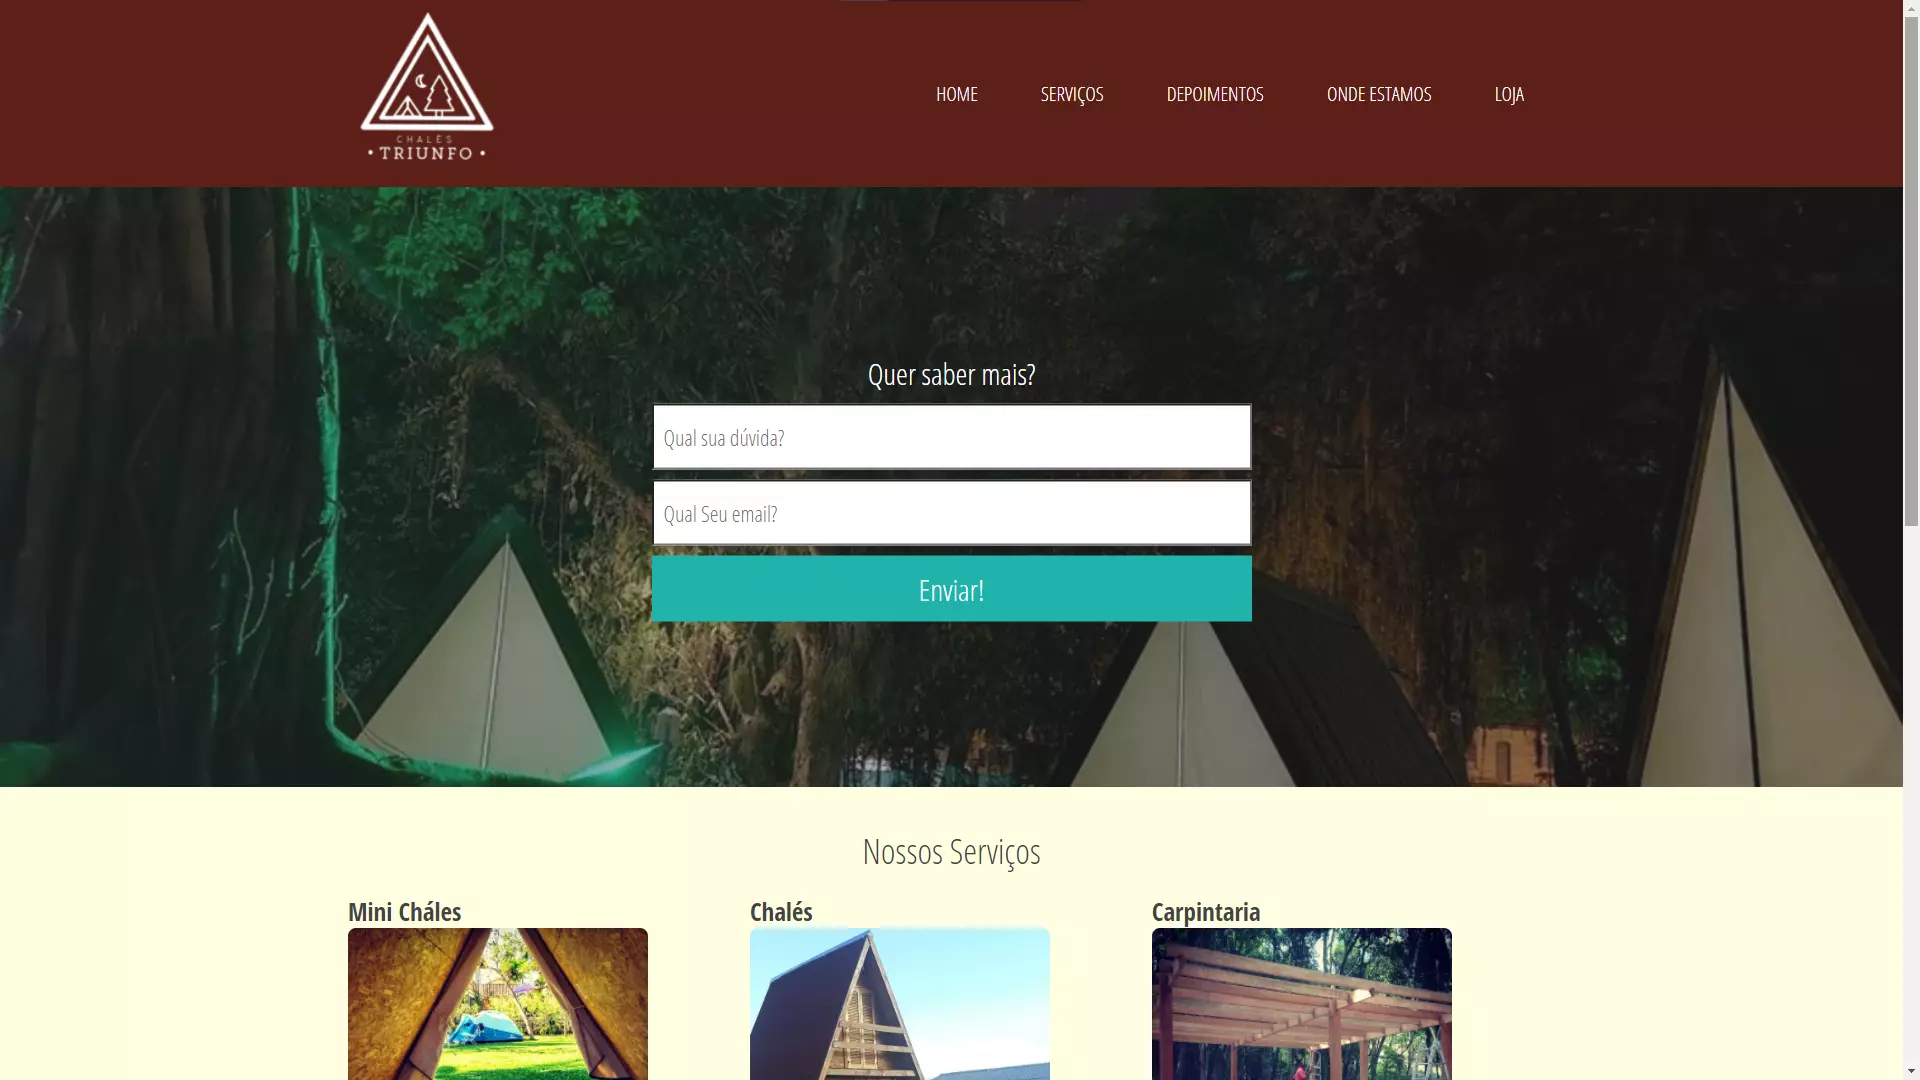 CHALÉS
• TRIUNFO •
HOME
SERVIÇOS
DEPOIMENTOS
ONDE ESTAMOS
LOJA
Quer saber mais?
Qual sua dúvida?
Qual Seu email?
Enviar!
Nossos Serviços
Mini Cháles
Chalés
Carpintaria